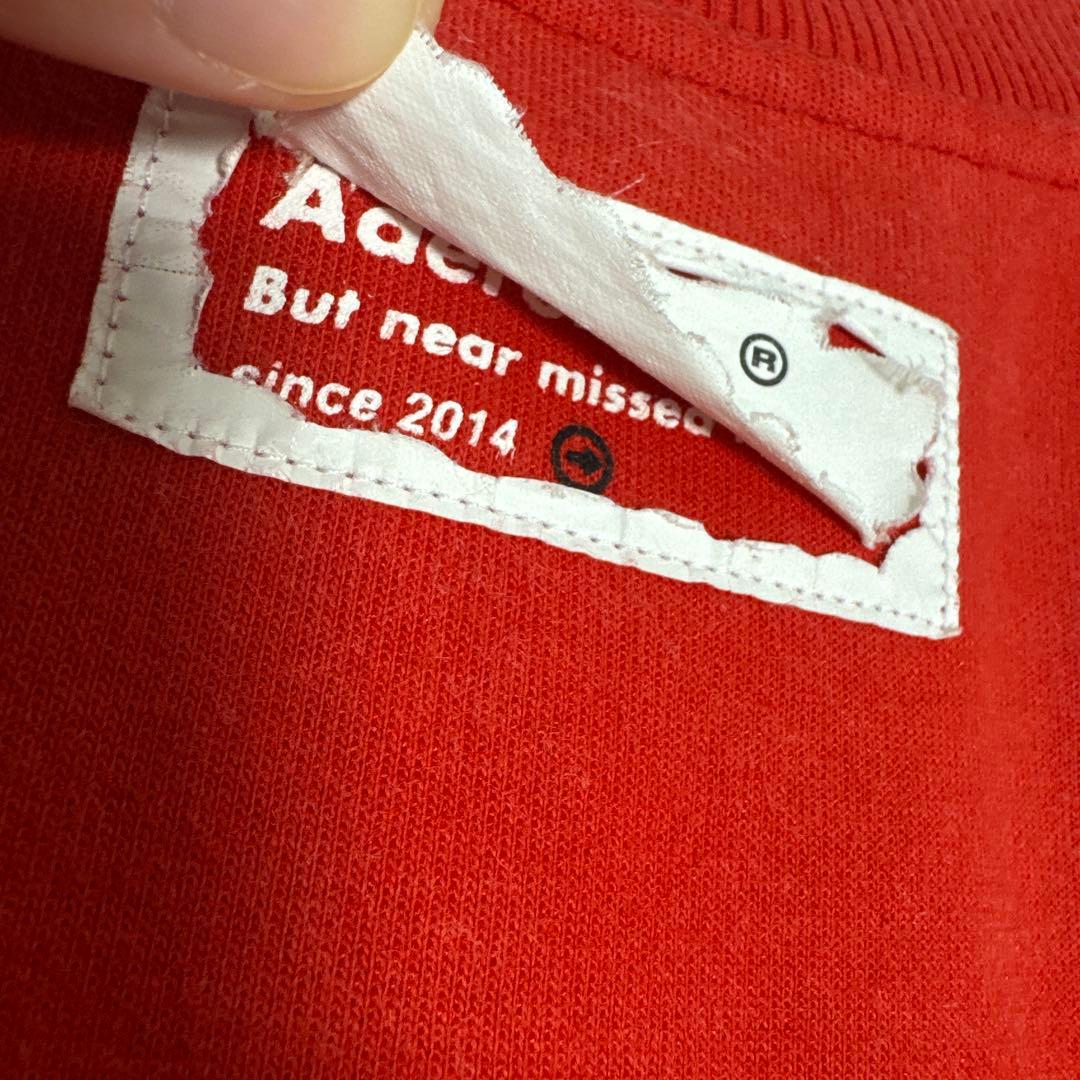 But near missed
since 2014
®